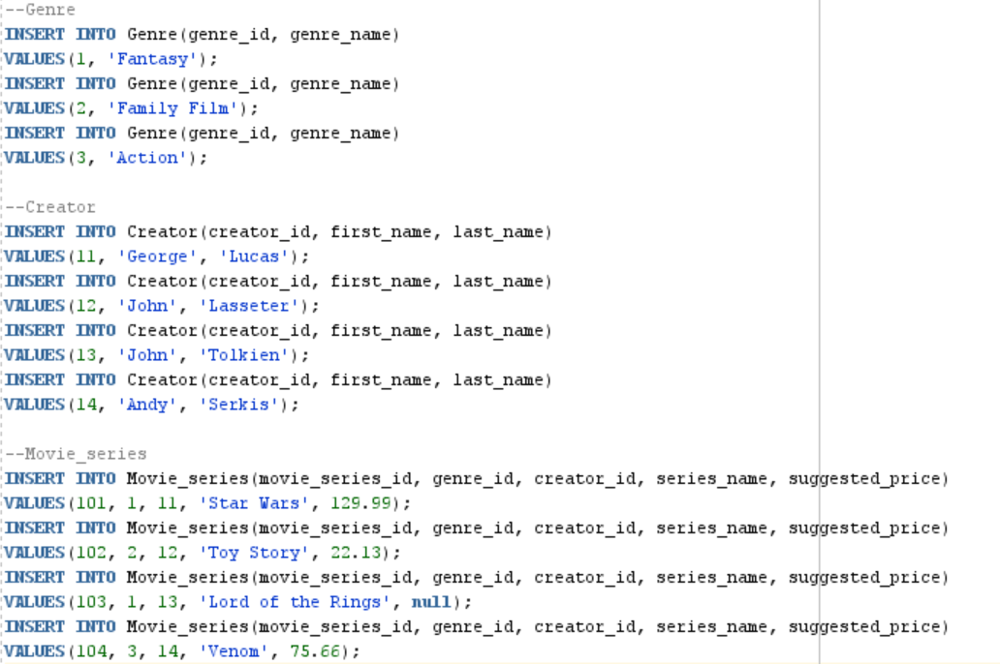 --Genre
INSERT INTO Genre(genre_id, genre_name)
VALUES(1, 'Fantasy');
INSERT INTO Genre(genre_id, genre_name)
VALUES(2, 'Family Film');
INSERT INTO Genre(genre_id, genre_name)
VALUES(3, 'Action');
--Creator
INSERT INTO Creator(creator_id, first_name, last_name)
VALUES(11, 'George', 'Lucas');
INSERT INTO Creator(creator_id, first_name, last_name)
VALUES(12, 'John', 'Lasseter');
INSERT INTO Creator(creator_id, first_name, last_name)
VALUES(13, 'John', 'Tolkien');
INSERT INTO Creator(creator_id, first_name, last_name)
VALUES(14, 'Andy', 'Serkis');
--Movie_series
INSERT INTO Movie_series(movie_series_id, genre_id, creator_id, series_name, suggested_price)
VALUES(101, 1, 11, 'Star Wars', 129.99);
INSERT INTO Movie_series(movie_series_id, genre_id, creator_id, series_name, suggested_price)
VALUES(102, 2, 12, 'Toy Story', 22.13);
INSERT INTO Movie_series(movie_series_id, genre_id, creator_id, series_name, suggested_price)
VALUES(103, 1, 13, 'Lord of the Rings', null);
INSERT INTO Movie_series(movie_series_id, genre_id, creator_id, series_name, suggested_price)
VALUES(104, 3, 14, 'Venom', 75.66);